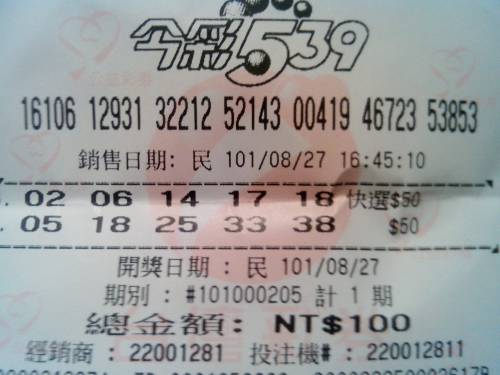 今彩539
16106 12931 32212 52143 00419 46723 53853
銷售日期: 民 101/08/27 16:45:10
. 02 06 14 17 18 快選$50
. 05 18 25 33 38 $50
開獎日期 : 民 101/08/27
期別 : #101000205 計 1 期
總金額: NT$100
經銷商 : 22001281 投注機# : 220012811